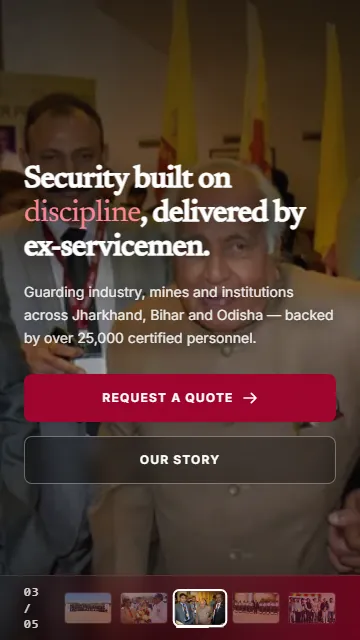 Security built on
discipline, delivered by
ex-servicemen.
Guarding industry, mines and institutions
across Jharkhand, Bihar and Odisha — backed
by over 25,000 certified personnel.
REQUEST A QUOTE →
OUR STORY
03
/
05